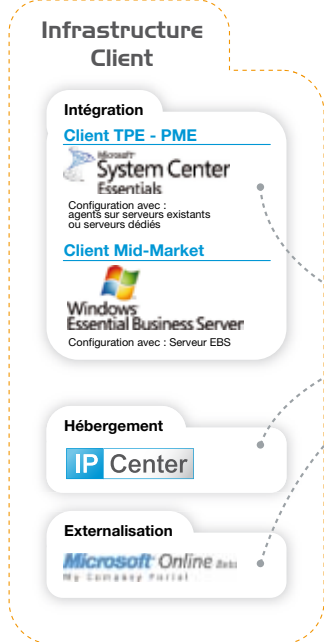 Infrastructure
Client
Intégration
Client TPE - PME
Microsoft
System Center
Essentials
Configuration avec :
agents sur serveurs existants
ou serveurs dédiés
Client Mid-Market
Windows
Essential Business Server
Configuration avec : Serveur EBS
Hébergement
IP Center
Externalisation
Microsoft Online Beta
My Company Portal